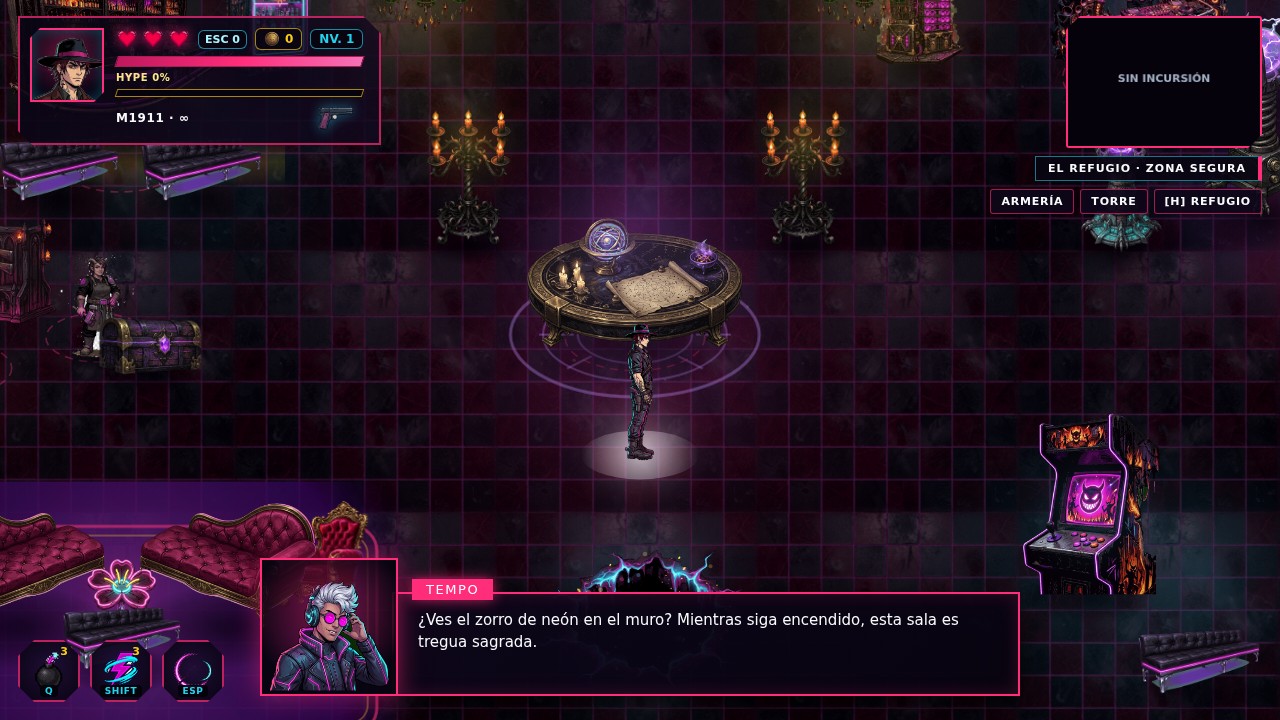 ESC 0
0
NV. 1
HYPE 0%
M1911 · ∞
SIN INCURSIÓN
EL REFUGIO · ZONA SEGURA
ARMERÍA
TORRE
[H] REFUGIO
TEMPO
¿Ves el zorro de neón en el muro? Mientras siga encendido, esta sala es
tregua sagrada.
3
Q
3
SHIFT
ESP